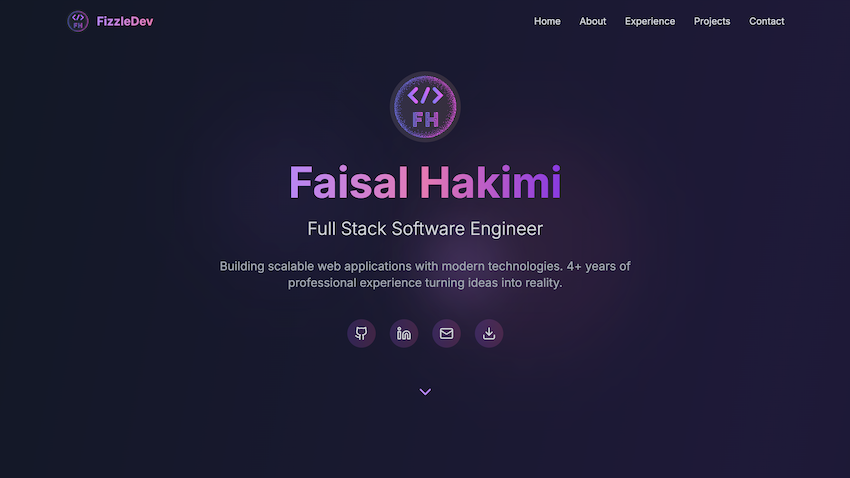 </> FH FizzleDev Home About Experience Projects Contact
</>
FH
Faisal Hakimi
Full Stack Software Engineer
Building scalable web applications with modern technologies. 4+ years of
professional experience turning ideas into reality.
in